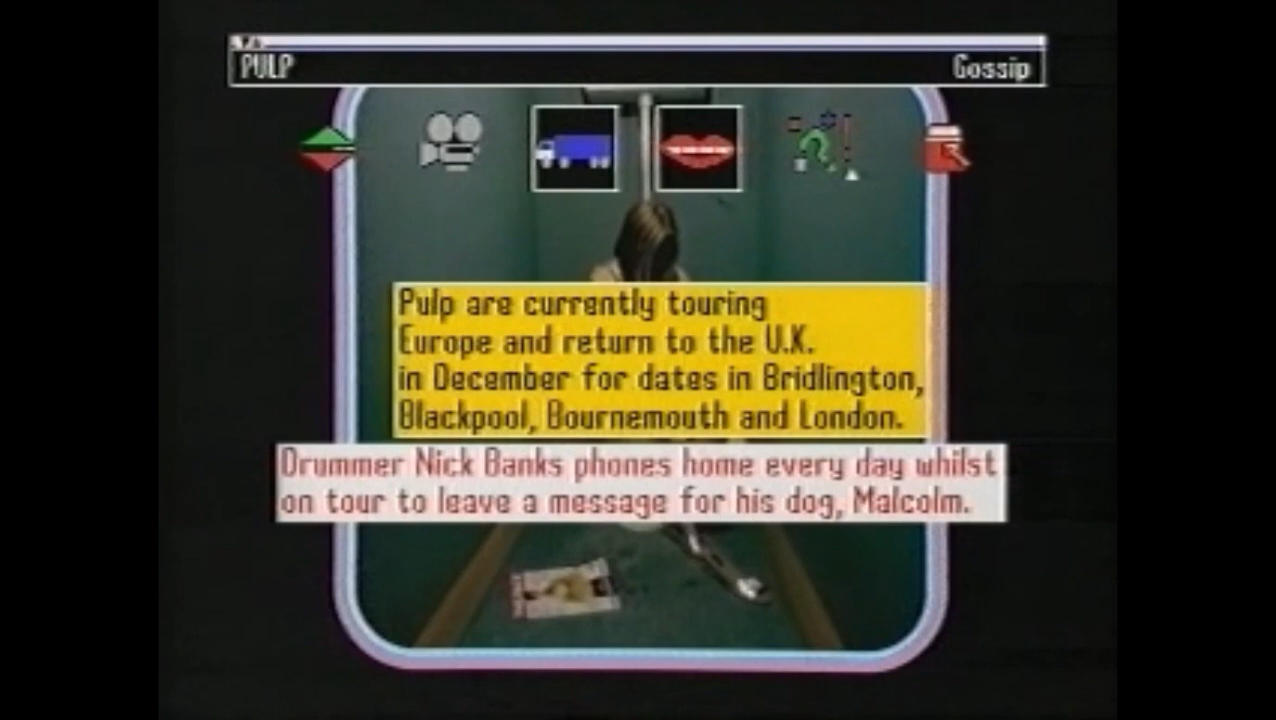 PULP Gossip
Pulp are currently touring
Europe and return to the U.K.
in December for dates in Bridlington,
Blackpool, Bournemouth and London.
Drummer Nick Banks phones home every day whilst
on tour to leave a message for his dog, Malcolm.